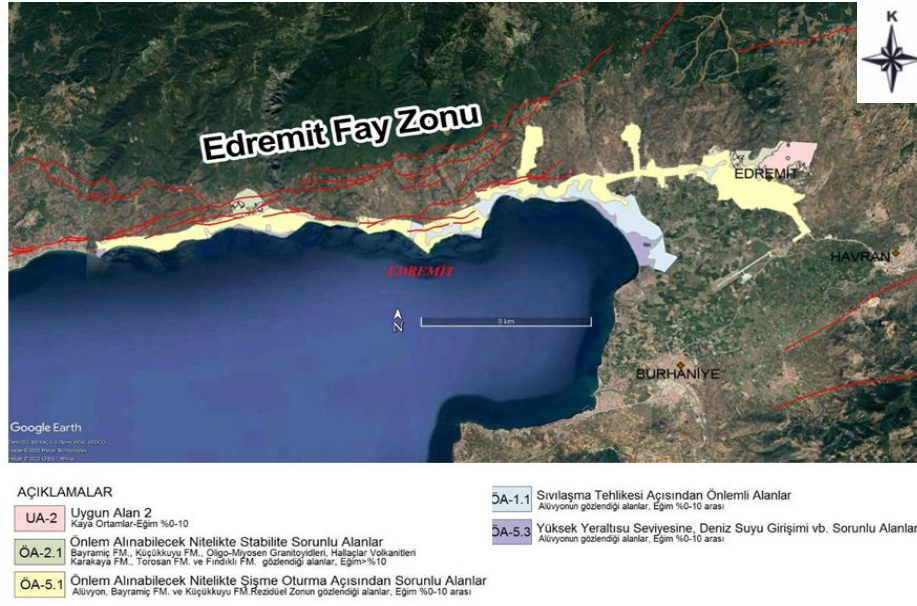 K
Edremit Fay Zonu
EDREMİT
HAVRAN
EDREMİT
N
8 km
BURHANİYE
Google Earth
AÇIKLAMALAR
UA-2 Uygun Alan 2
Kaya Ortamlar-Eğim %0-10
ÖA-2.1 Önlem Alınabilecek Nitelikte Stabilite Sorunlu Alanlar
Bayramiç FM., Küçükkuyu FM., Oligo-Miyosen Granitoyidleri, Hallaçlar Volkanitleri
Karakaya FM., Torosan FM. ve Fındıklı FM. gözlendiği alanlar, Eğim>%10
ÖA-5.1 Önlem Alınabilecek Nitelikte Şişme Oturma Açısından Sorunlu Alanlar
Alüvyon, Bayramiç FM. ve Küçükkuyu FM.Rezidüel Zonun gözlendiği alanlar, Eğim %0-10 arası
ÖA-1.1 Sıvılaşma Tehlikesi Açısından Önlemli Alanlar
Alüvyonun gözlendiği alanlar, Eğim %0-10 arası
ÖA-5.3 Yüksek Yeraltısu Seviyesine, Deniz Suyu Girişimi vb. Sorunlu Alanlar
Alüvyonun gözlendiği alanlar, Eğim %0-10 arası